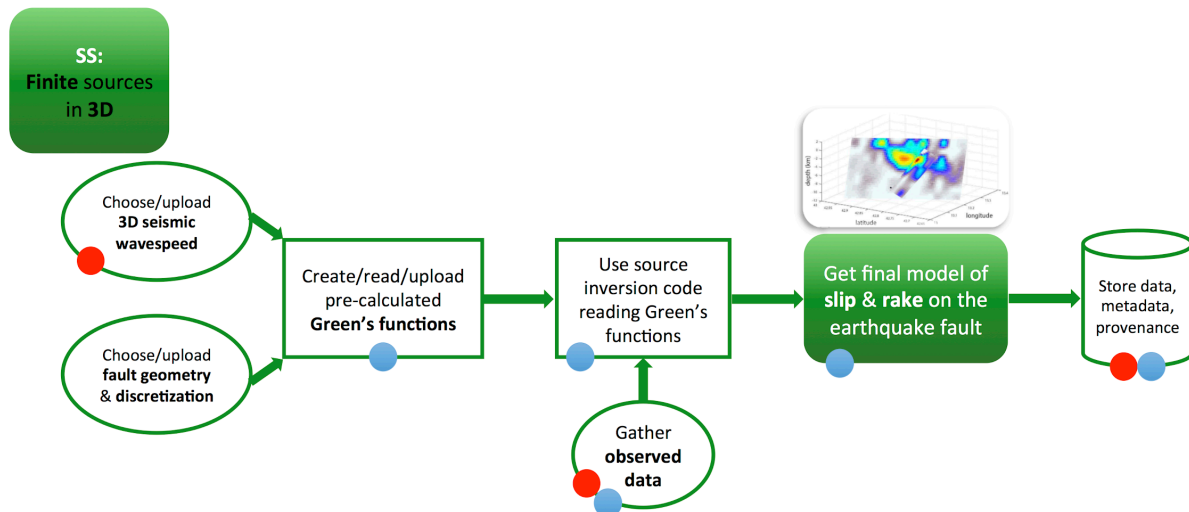 SS:
Finite sources
in 3D
Choose/upload
3D seismic
wavespeed
Choose/upload
fault geometry
& discretization
Create/read/upload
pre-calculated
Green’s functions
Use source
inversion code
reading Green’s
functions
Gather
observed
data
depth (km)
latitude
longitude
Get final model of
slip & rake on the
earthquake fault
Store data,
metadata,
provenance